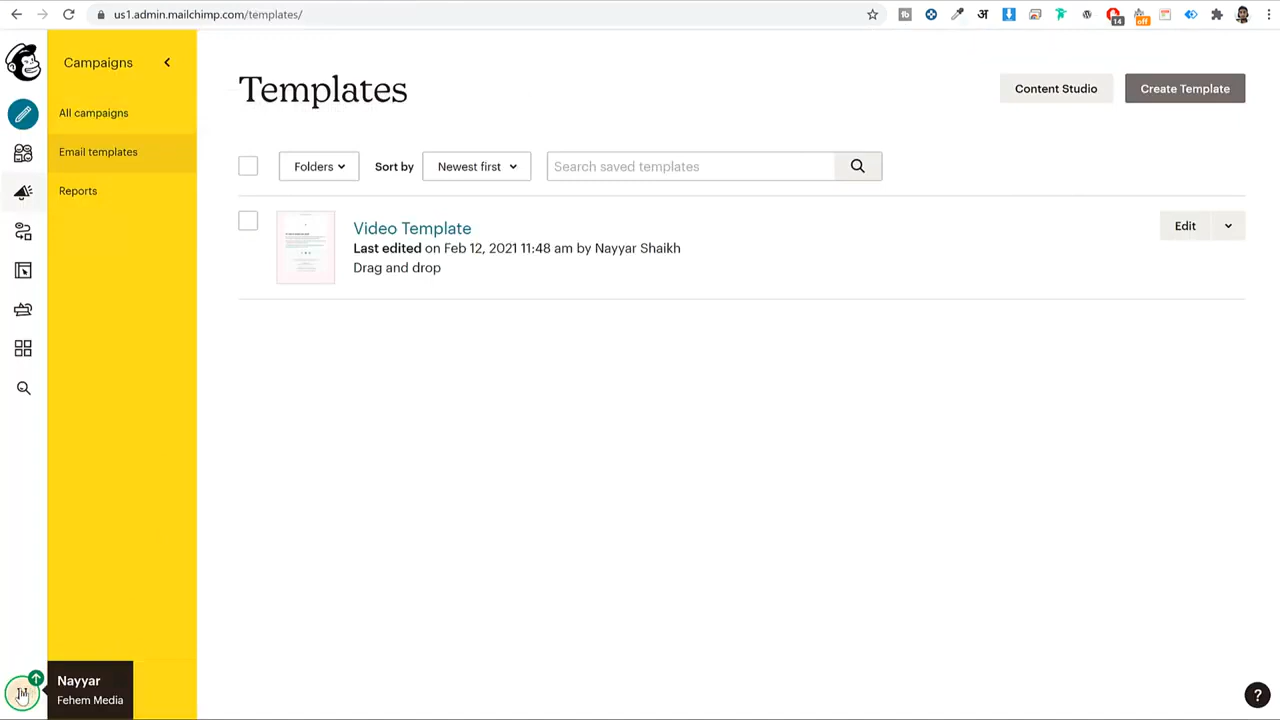 us1.admin.mailchimp.com/templates/
14
off
Campaigns
All campaigns
Email templates
Reports
Templates
Content Studio
Create Template
Folders
Sort by
Newest first
Search saved templates
Video Template
Last edited on Feb 12, 2021 11:48 am by Nayyar Shaikh
Drag and drop
Edit
Nayyar
Fehem Media
?